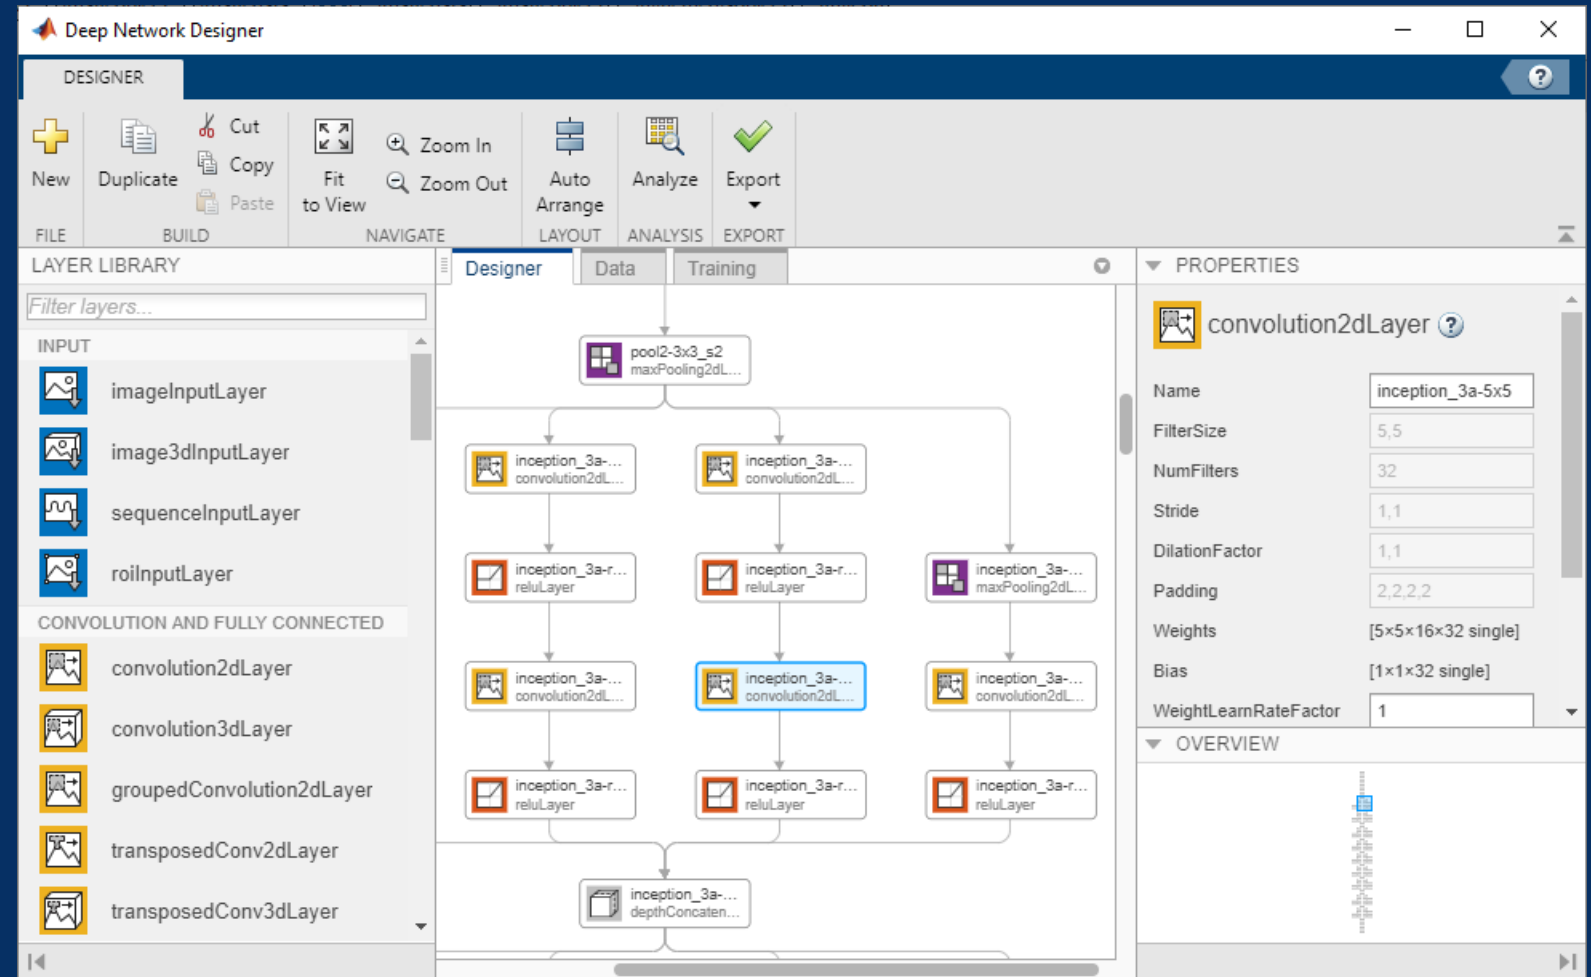 Deep Network Designer
DESIGNER
New
Duplicate
Cut
Copy
Paste
Fit
to View
Zoom In
Zoom Out
Auto
Arrange
Analyze
Export
FILE
BUILD
NAVIGATE
LAYOUT
ANALYSIS
EXPORT
LAYER LIBRARY
Filter layers...
INPUT
imageInputLayer
image3dInputLayer
sequenceInputLayer
roiInputLayer
CONVOLUTION AND FULLY CONNECTED
convolution2dLayer
convolution3dLayer
groupedConvolution2dLayer
transposedConv2dLayer
transposedConv3dLayer
Designer
Data
Training
pool2-3x3_s2
maxPooling2dL...
inception_3a-...
convolution2dL...
inception_3a-...
convolution2dL...
inception_3a-r...
reluLayer
inception_3a-r...
reluLayer
inception_3a-...
maxPooling2dL...
inception_3a-...
convolution2dL...
inception_3a-...
convolution2dL...
inception_3a-...
convolution2dL...
inception_3a-r...
reluLayer
inception_3a-r...
reluLayer
inception_3a-r...
reluLayer
inception_3a-...
depthConcaten...
PROPERTIES
convolution2dLayer ?
Name inception_3a-5x5
FilterSize 5,5
NumFilters 32
Stride 1,1
DilationFactor 1,1
Padding 2,2,2,2
Weights [5×5×16×32 single]
Bias [1×1×32 single]
WeightLearnRateFactor 1
OVERVIEW